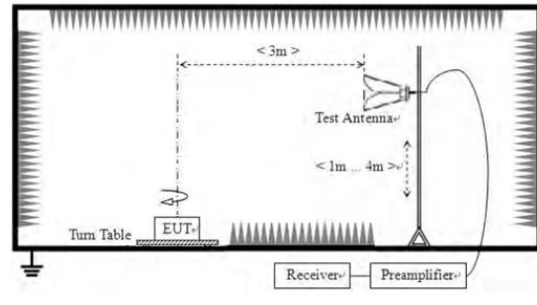 < 3m >
Test Antenna
< 1m ... 4m >
EUT
Turn Table
Receiver
Preamplifier